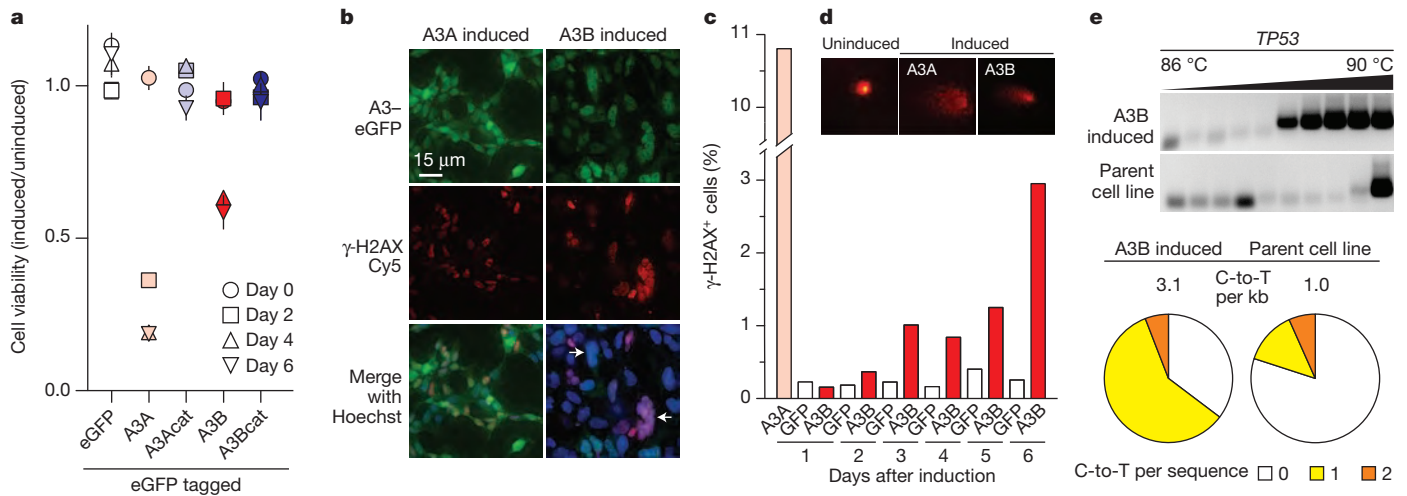 a
Cell viability (induced/uninduced)
1.0
0.5
0.0
Day 0
Day 2
Day 4
Day 6
eGFP
A3A
A3Acat
A3B
A3Bcat
eGFP tagged
b
A3A induced
A3B induced
A3–
eGFP
15 μm
γ-H2AX
Cy5
Merge
with
Hoechst
c
γ-H2AX⁺ cells (%)
11
10
3
2
1
0
A3A
GFP
A3B
GFP
A3B
GFP
A3B
GFP
A3B
GFP
A3B
GFP
A3B
1 2 3 4 5 6
Days after induction
d
Uninduced
Induced
A3A
A3B
e
TP53
86 °C
90 °C
A3B
induced
Parent
cell line
A3B induced
Parent cell line
3.1
C-to-T
per kb
1.0
C-to-T per sequence 0 1 2